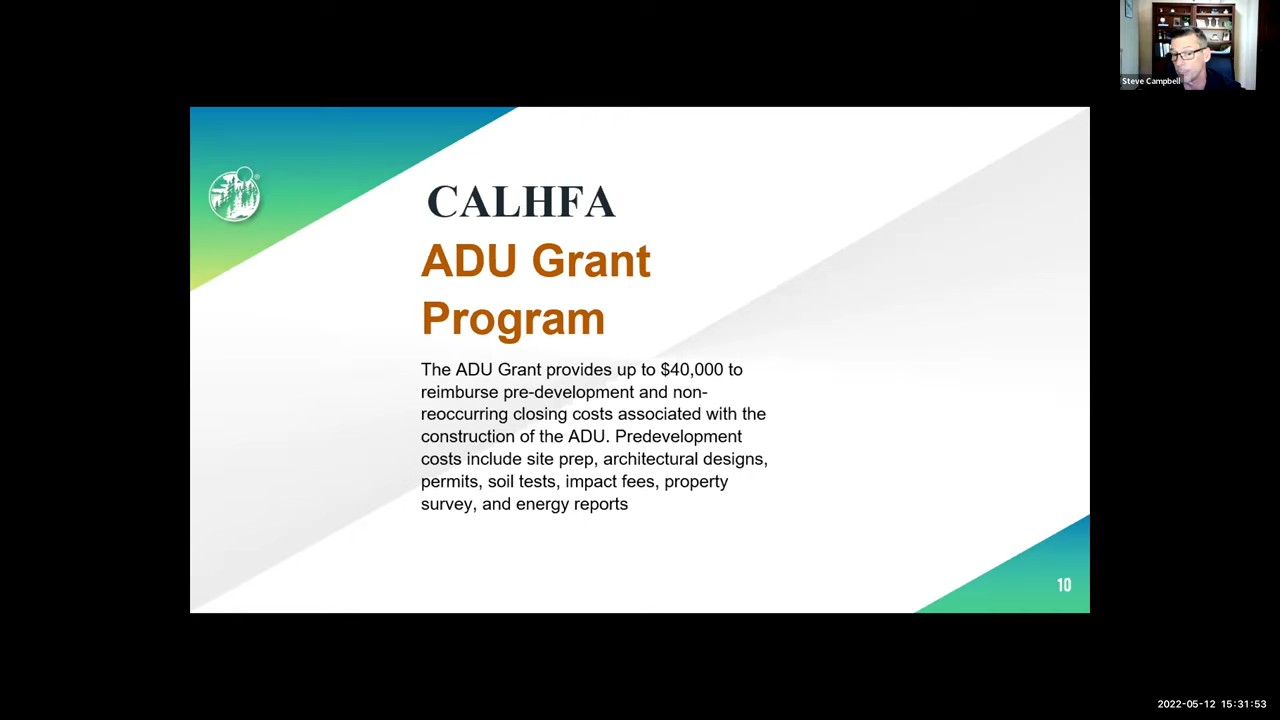 Steve Campbell
CALHFA
ADU Grant
Program
The ADU Grant provides up to $40,000 to
reimburse pre-development and non-
reoccurring closing costs associated with the
construction of the ADU. Predevelopment
costs include site prep, architectural designs,
permits, soil tests, impact fees, property
survey, and energy reports
10
2022-05-12 15:31:53